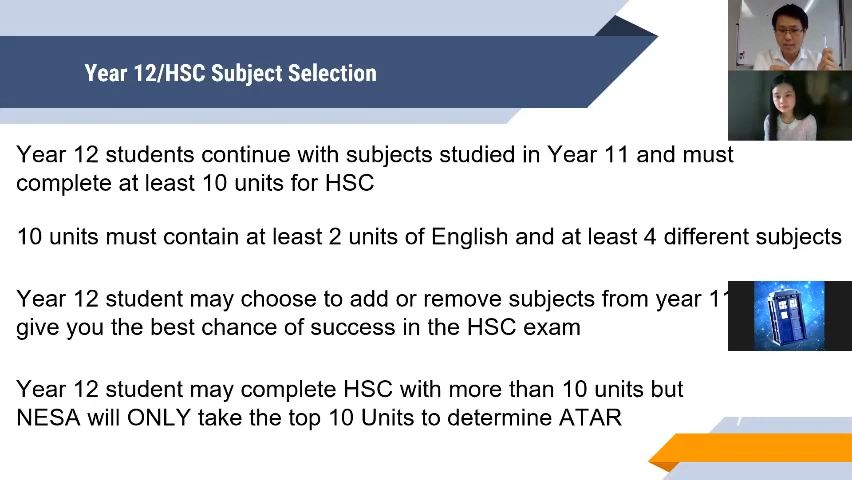 Year 12/HSC Subject Selection
Year 12 students continue with subjects studied in Year 11 and must
complete at least 10 units for HSC
10 units must contain at least 2 units of English and at least 4 different subjects
Year 12 student may choose to add or remove subjects from year 11
give you the best chance of success in the HSC exam
Year 12 student may complete HSC with more than 10 units but
NESA will ONLY take the top 10 Units to determine ATAR